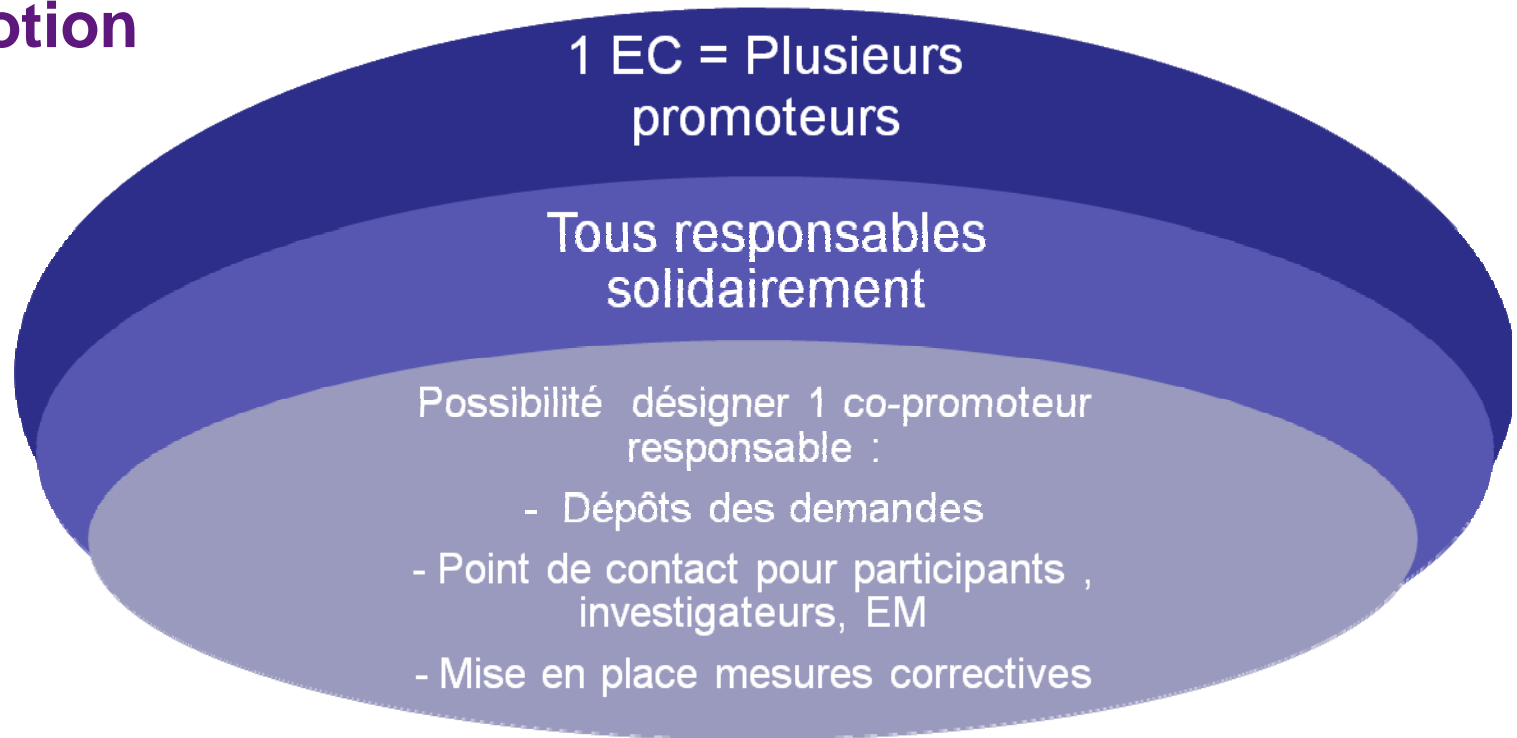 otion
1 EC = Plusieurs
promoteurs
Tous responsables
solidairement
Possibilité désigner 1 co-promoteur
responsable :
- Dépôts des demandes
- Point de contact pour participants ,
investigateurs, EM
- Mise en place mesures correctives